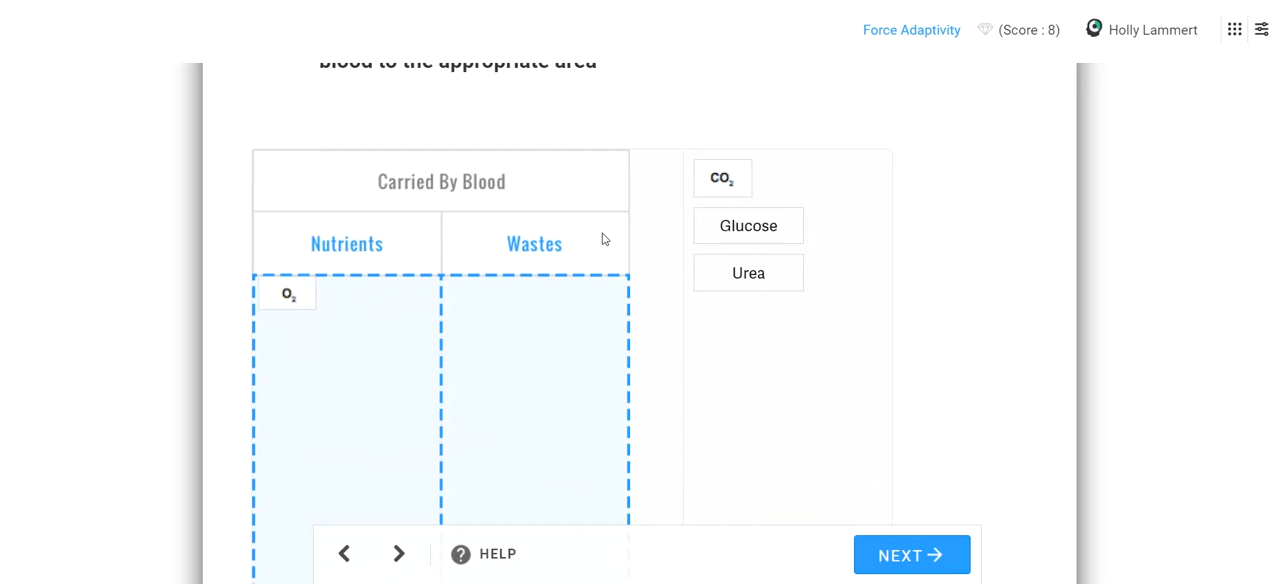 Force Adaptivity (Score : 8) Holly Lammert
blood to the appropriate area
Carried By Blood
Nutrients Wastes
O₂
CO₂
Glucose
Urea
HELP
NEXT